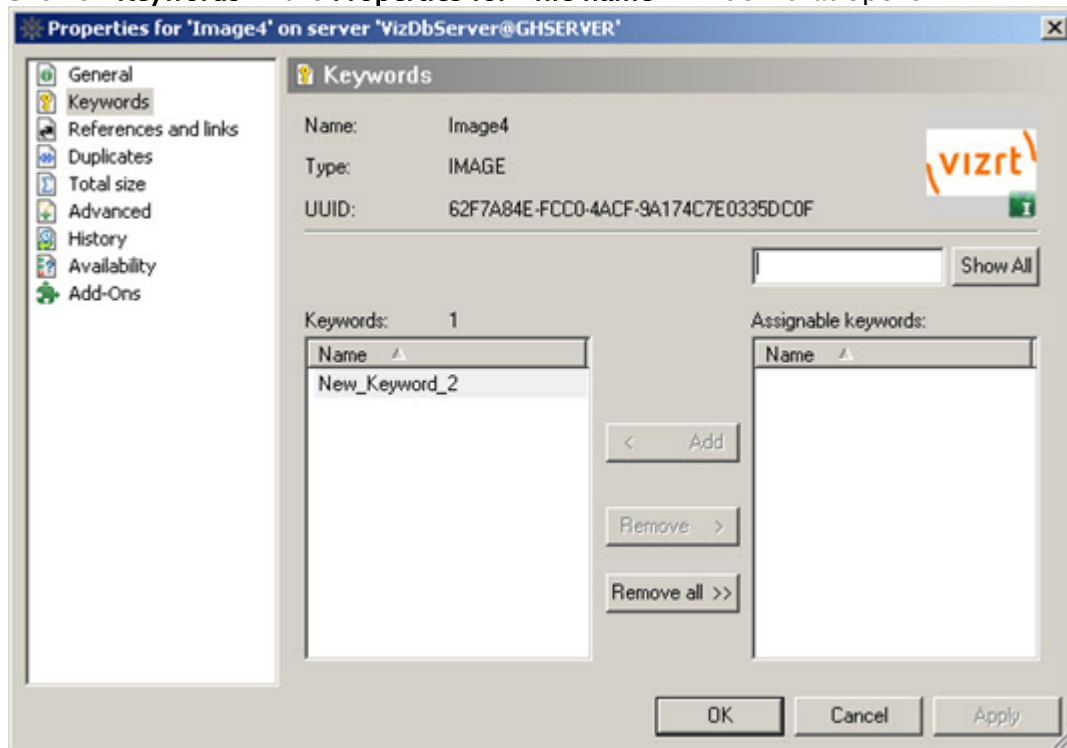 Properties for 'Image4' on server 'VizDbServer@GHSERVER'
General
Keywords
References and links
Duplicates
Total size
Advanced
History
Availability
Add-Ons
Keywords
Name: Image4
Type: IMAGE
UUID: 62F7A84E-FCC0-4ACF-9A174C7E0335DC0F
vizrt
I
Show All
Keywords: 1
Name
New_Keyword_2
Assignable keywords:
Name
< Add
Remove >
Remove all >>
OK
Cancel
Apply